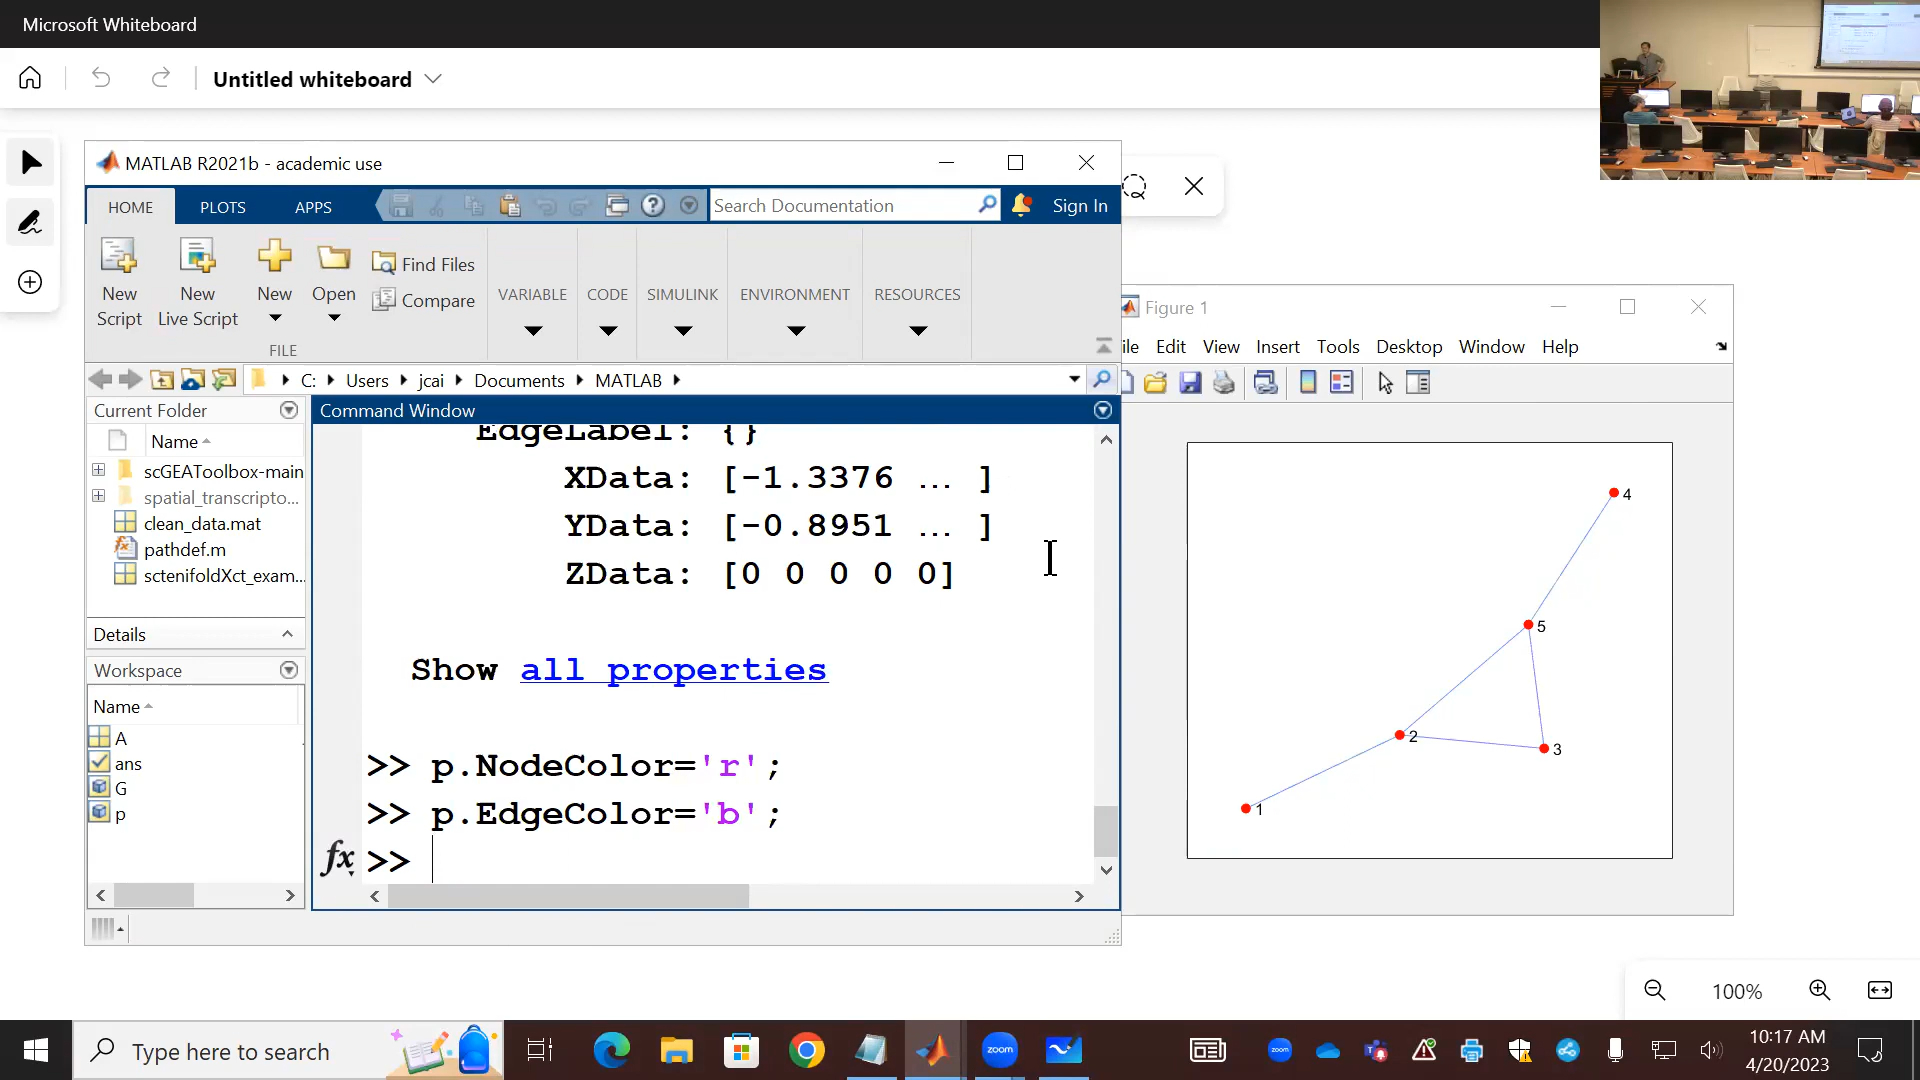 Microsoft Whiteboard
Untitled whiteboard
MATLAB R2021b - academic use
HOME PLOTS APPS
Search Documentation
Sign In
New Script
New Live Script
New
Open
Find Files
Compare
FILE
VARIABLE
CODE
SIMULINK
ENVIRONMENT
RESOURCES
C: Users jcai Documents MATLAB
Current Folder
Name
scGEAToolbox-main
spatial_transcripto...
clean_data.mat
pathdef.m
sctenifoldXct_exam...
Details
Workspace
Name
A
ans
G
p
Command Window
EdgeLabel: {}
XData: [-1.3376 … ]
YData: [-0.8951 … ]
ZData: [0 0 0 0 0]
Show all properties
>> p.NodeColor='r';
>> p.EdgeColor='b';
fx >>
Figure 1
ile Edit View Insert Tools Desktop Window Help
4
5
2
3
1
100%
Type here to search
zoom
zoom
10:17 AM
4/20/2023